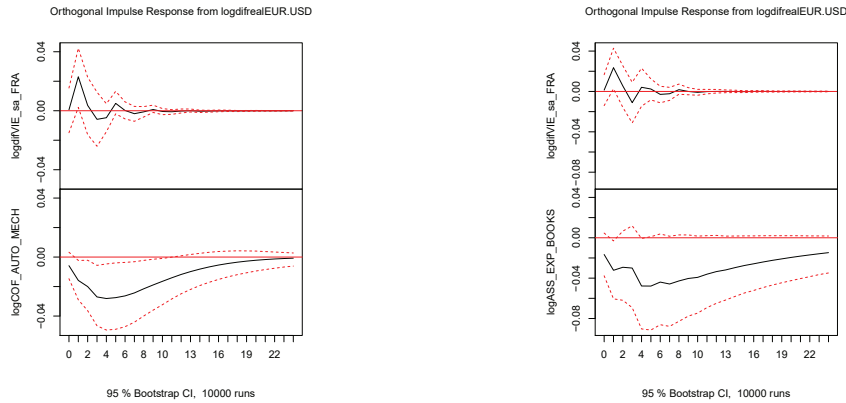 Orthogonal Impulse Response from logdifrealEUR.USD
logdifVIE_sa_FRA
0.04
0.00
−0.04
logCOF_AUTO_MECH
0.04
0.00
−0.04
0 2 4 6 8 10 13 16 19 22
95 % Bootstrap CI, 10000 runs
Orthogonal Impulse Response from logdifrealEUR.USD
logdifVIE_sa_FRA
0.04
0.00
−0.04
−0.08
logASS_EXP_BOOKS
0.04
0.00
−0.04
−0.08
0 2 4 6 8 10 13 16 19 22
95 % Bootstrap CI, 10000 runs